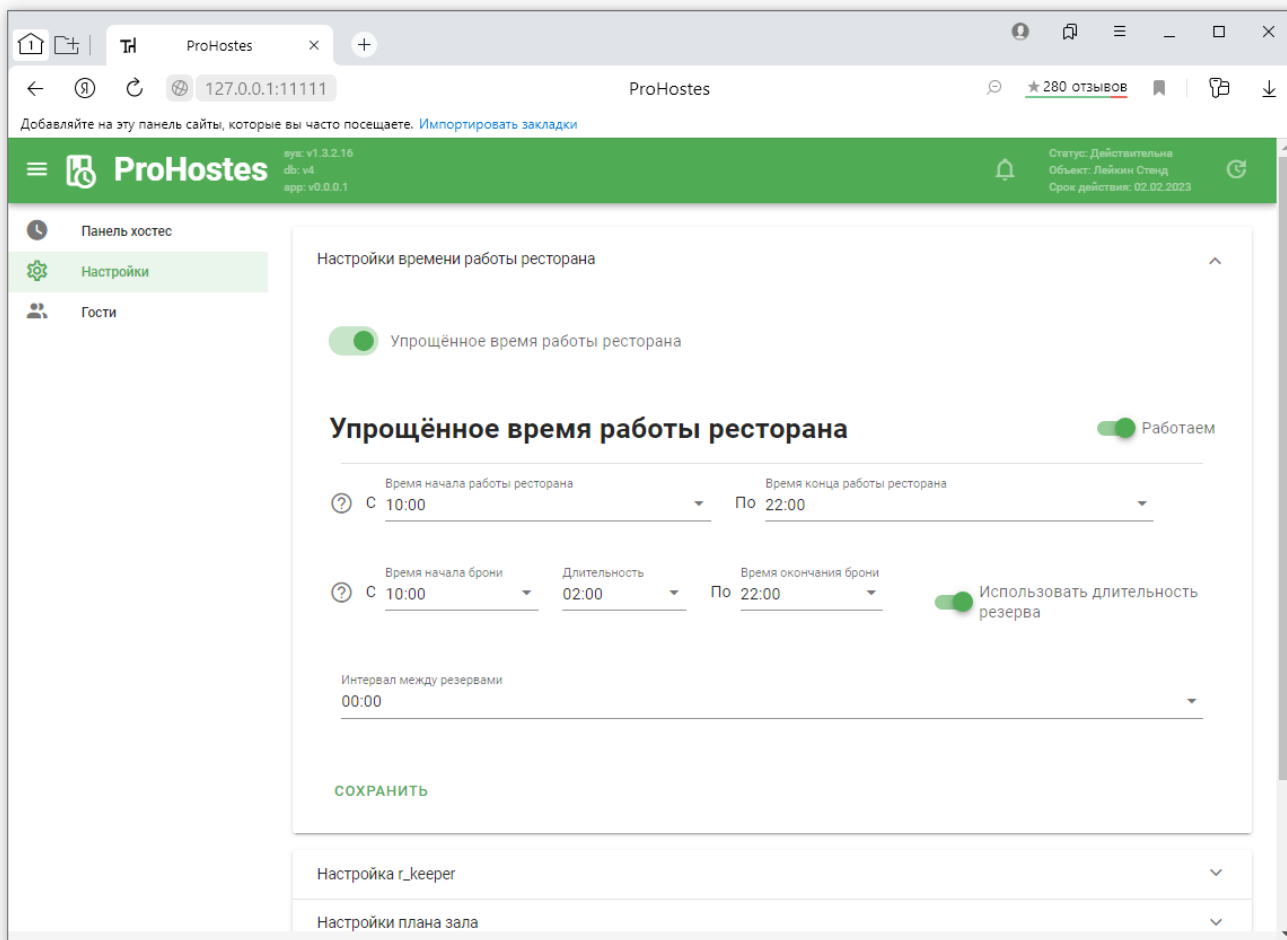 ProHostes
127.0.0.1:11111
ProHostes
280 отзывов
Добавляйте на эту панель сайты, которые вы часто посещаете. Импортировать закладки
ProHostes
sys: v1.3.2.16
db: v4
app: v0.0.0.1
Статус: Действительна
Объект: Лейкин Стенд
Срок действия: 02.02.2023
Панель хостес
Настройки
Гости
Настройки времени работы ресторана
Упрощённое время работы ресторана
Упрощённое время работы ресторана
Работаем
Время начала работы ресторана
Время конца работы ресторана
С 10:00
По 22:00
Время начала брони
Длительность
Время окончания брони
С 10:00
02:00
По 22:00
Использовать длительность
резерва
Интервал между резервами
00:00
СОХРАНИТЬ
Настройка r_keeper
Настройки плана зала